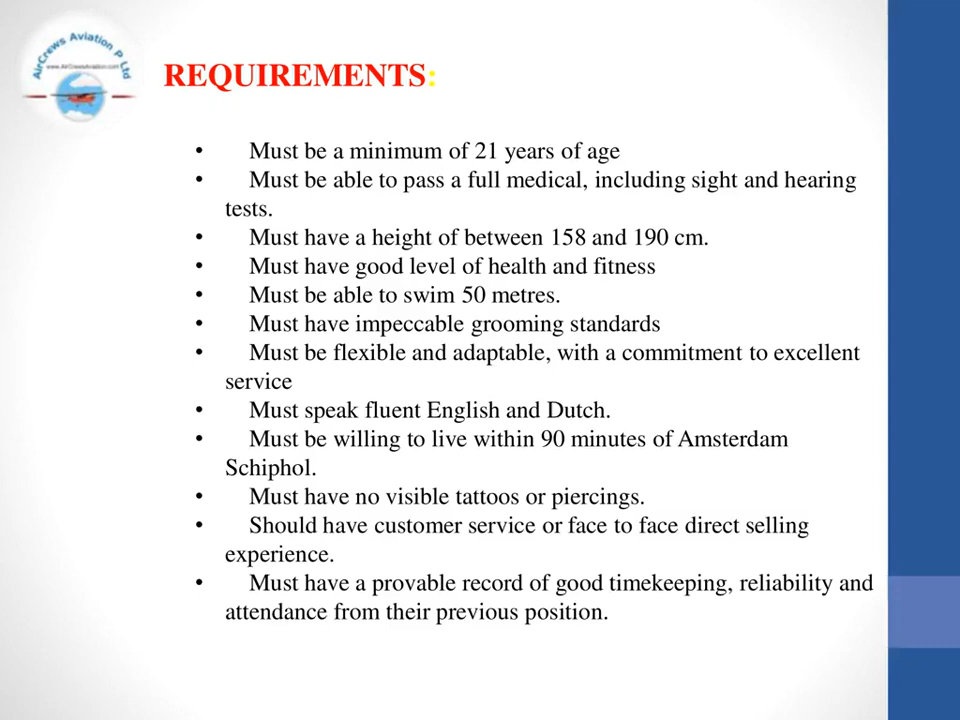 AirCrews Aviation P Ltd
www.AirCrewsAviation.com
REQUIREMENTS:
• Must be a minimum of 21 years of age
• Must be able to pass a full medical, including sight and hearing
tests.
• Must have a height of between 158 and 190 cm.
• Must have good level of health and fitness
• Must be able to swim 50 metres.
• Must have impeccable grooming standards
• Must be flexible and adaptable, with a commitment to excellent
service
• Must speak fluent English and Dutch.
• Must be willing to live within 90 minutes of Amsterdam
Schiphol.
• Must have no visible tattoos or piercings.
• Should have customer service or face to face direct selling
experience.
• Must have a provable record of good timekeeping, reliability and
attendance from their previous position.